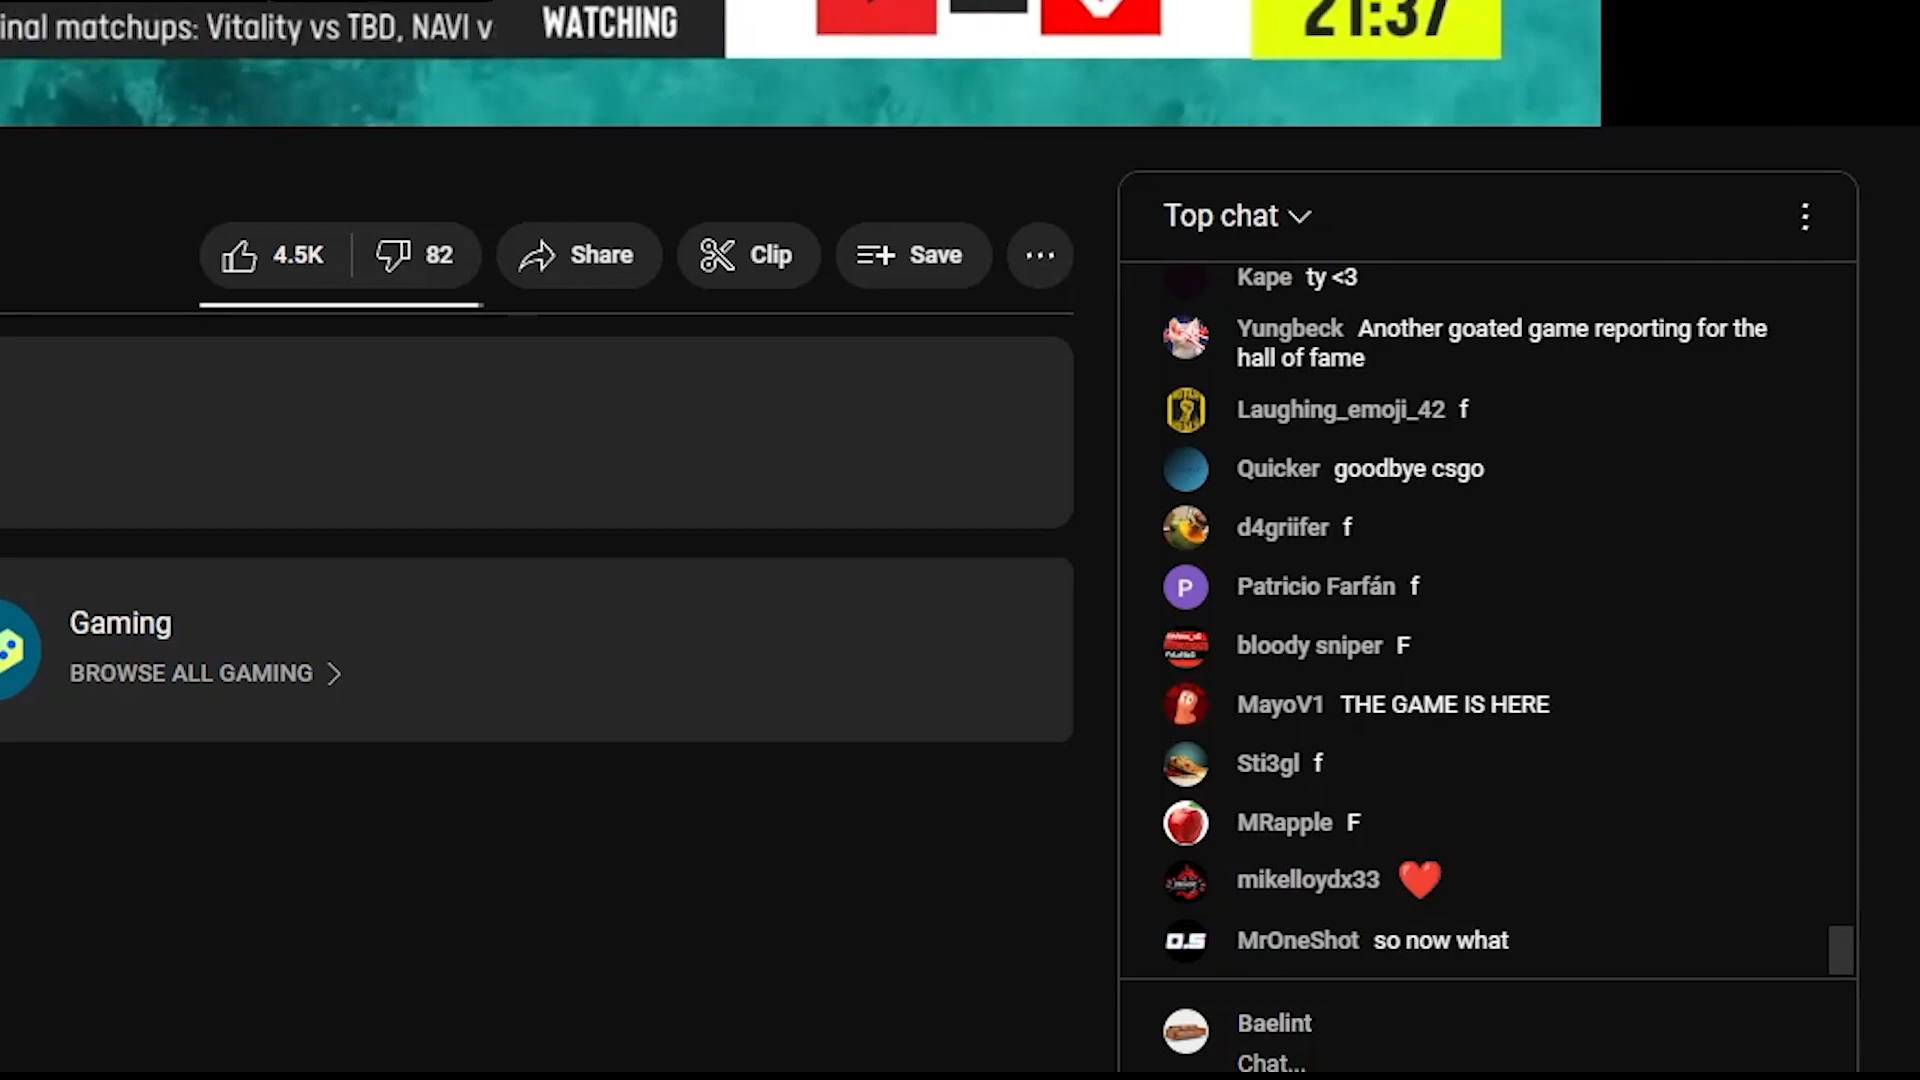 inal matchups: Vitality vs TBD, NAVI v
WATCHING
21:37
4.5K
82
Share
Clip
Save
Gaming
BROWSE ALL GAMING
Top chat
Kape ty <3
Yungbeck Another goated game reporting for the
hall of fame
Laughing_emoji_42 f
Quicker goodbye csgo
d4griifer f
Patricio Farfán f
P
bloody sniper F
MayoV1 THE GAME IS HERE
Sti3gl f
MRapple F
mikelloydx33 ❤️
O.S
MrOneShot so now what
Baelint
Chat...